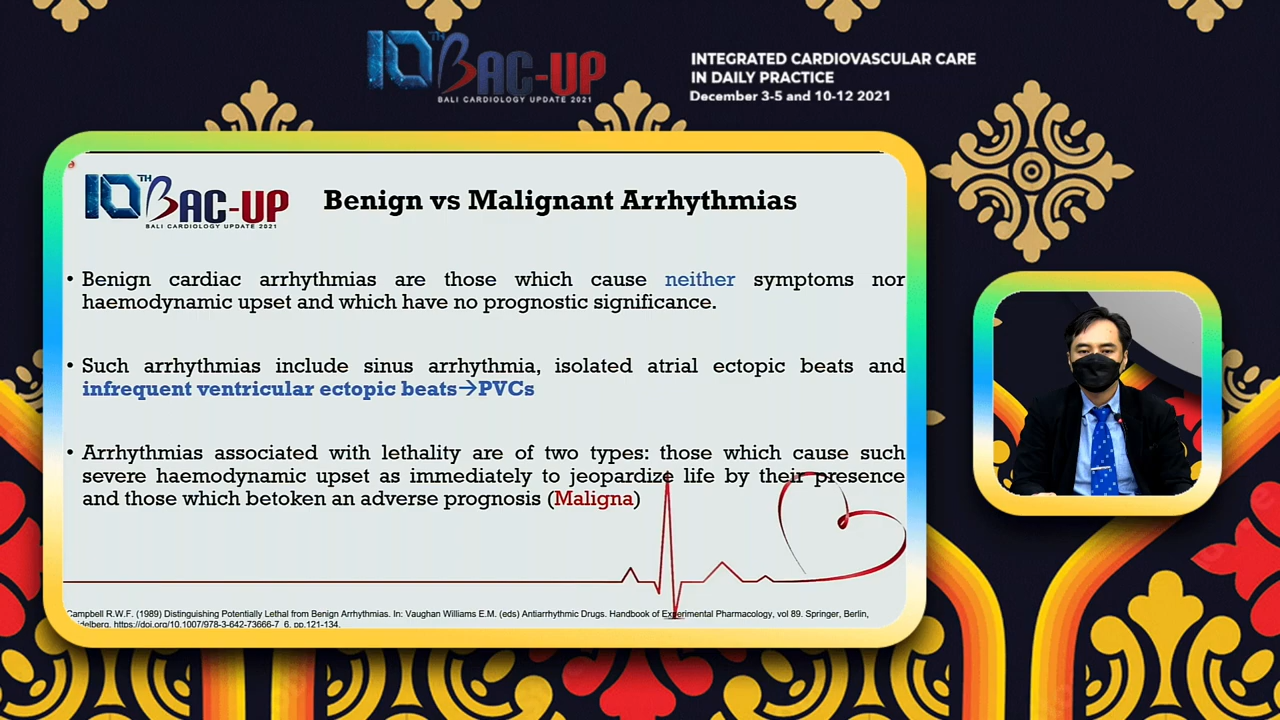 10TH BAC-UP
BALI CARDIOLOGY UPDATE 2021
INTEGRATED CARDIOVASCULAR CARE
IN DAILY PRACTICE
December 3-5 and 10-12 2021
10TH BAC-UP
BALI CARDIOLOGY UPDATE 2021
Benign vs Malignant Arrhythmias
• Benign cardiac arrhythmias are those which cause neither symptoms nor
haemodynamic upset and which have no prognostic significance.
• Such arrhythmias include sinus arrhythmia, isolated atrial ectopic beats and
infrequent ventricular ectopic beats→PVCs
• Arrhythmias associated with lethality are of two types: those which cause such
severe haemodynamic upset as immediately to jeopardize life by their presence
and those which betoken an adverse prognosis (Maligna)
Campbell R.W.F. (1989) Distinguishing Potentially Lethal from Benign Arrhythmias. In: Vaughan Williams E.M. (eds) Antiarrhythmic Drugs. Handbook of Experimental Pharmacology, vol 89. Springer, Berlin,
Heidelberg. https://doi.org/10.1007/978-3-642-73666-7_6. pp.121-134.